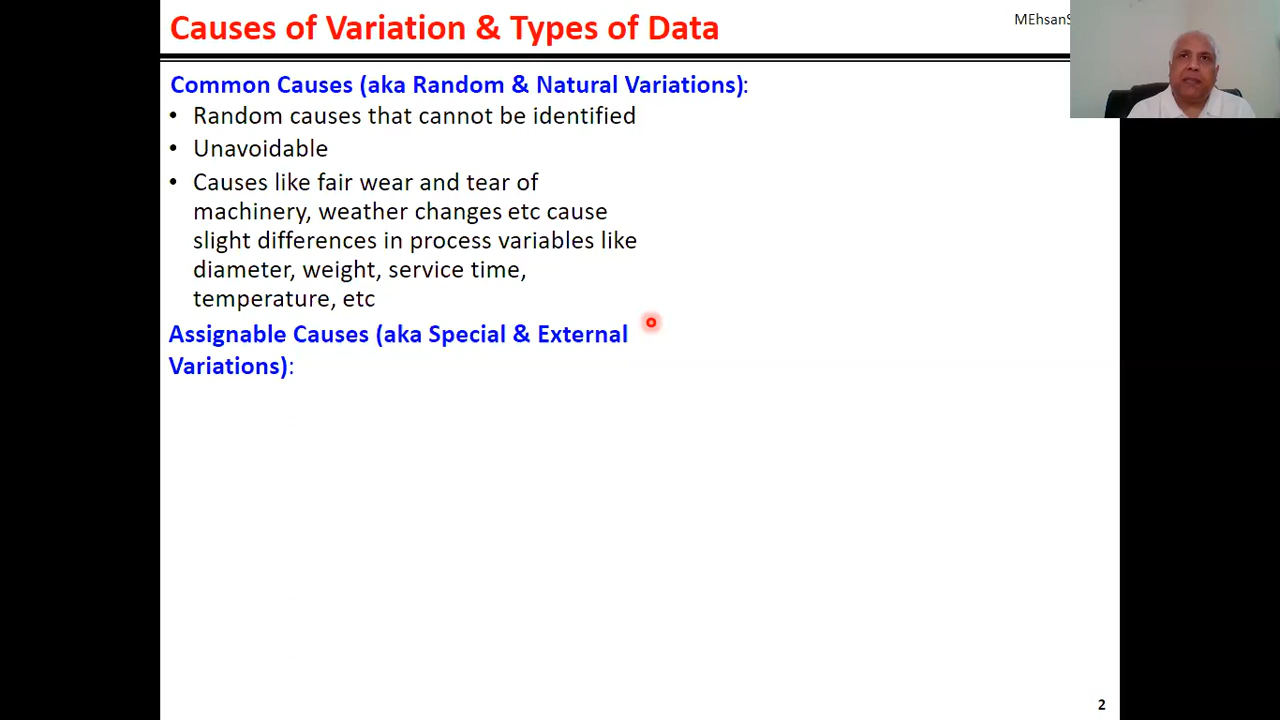 Causes of Variation & Types of Data
MEhsanS
Common Causes (aka Random & Natural Variations):
• Random causes that cannot be identified
• Unavoidable
• Causes like fair wear and tear of
machinery, weather changes etc cause
slight differences in process variables like
diameter, weight, service time,
temperature, etc
Assignable Causes (aka Special & External
Variations):
2